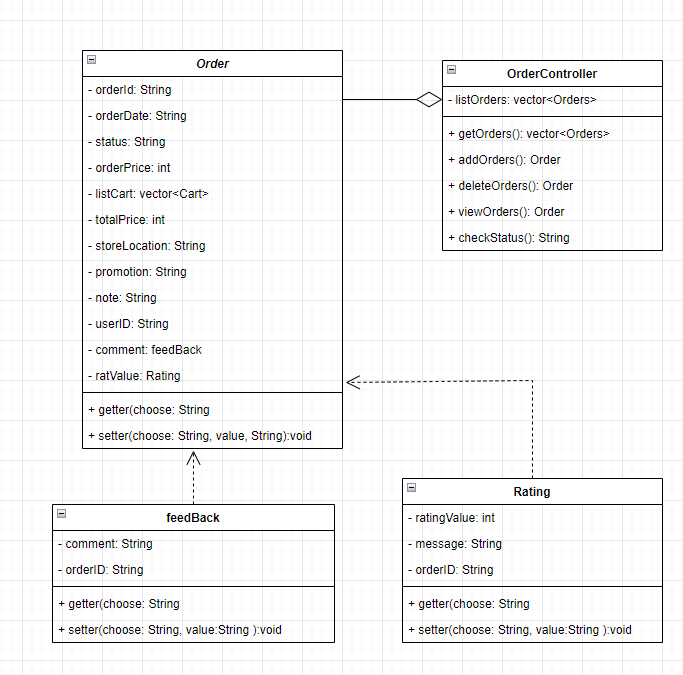 Order
- orderId: String
- orderDate: String
- status: String
- orderPrice: int
- listCart: vector<Cart>
- totalPrice: int
- storeLocation: String
- promotion: String
- note: String
- userID: String
- comment: feedBack
- ratValue: Rating
+ getter(choose: String
+ setter(choose: String, value, String):void
OrderController
- listOrders: vector<Orders>
+ getOrders(): vector<Orders>
+ addOrders(): Order
+ deleteOrders(): Order
+ viewOrders(): Order
+ checkStatus(): String
feedBack
- comment: String
- orderID: String
+ getter(choose: String
+ setter(choose: String, value:String ):void
Rating
- ratingValue: int
- message: String
- orderID: String
+ getter(choose: String
+ setter(choose: String, value:String ):void